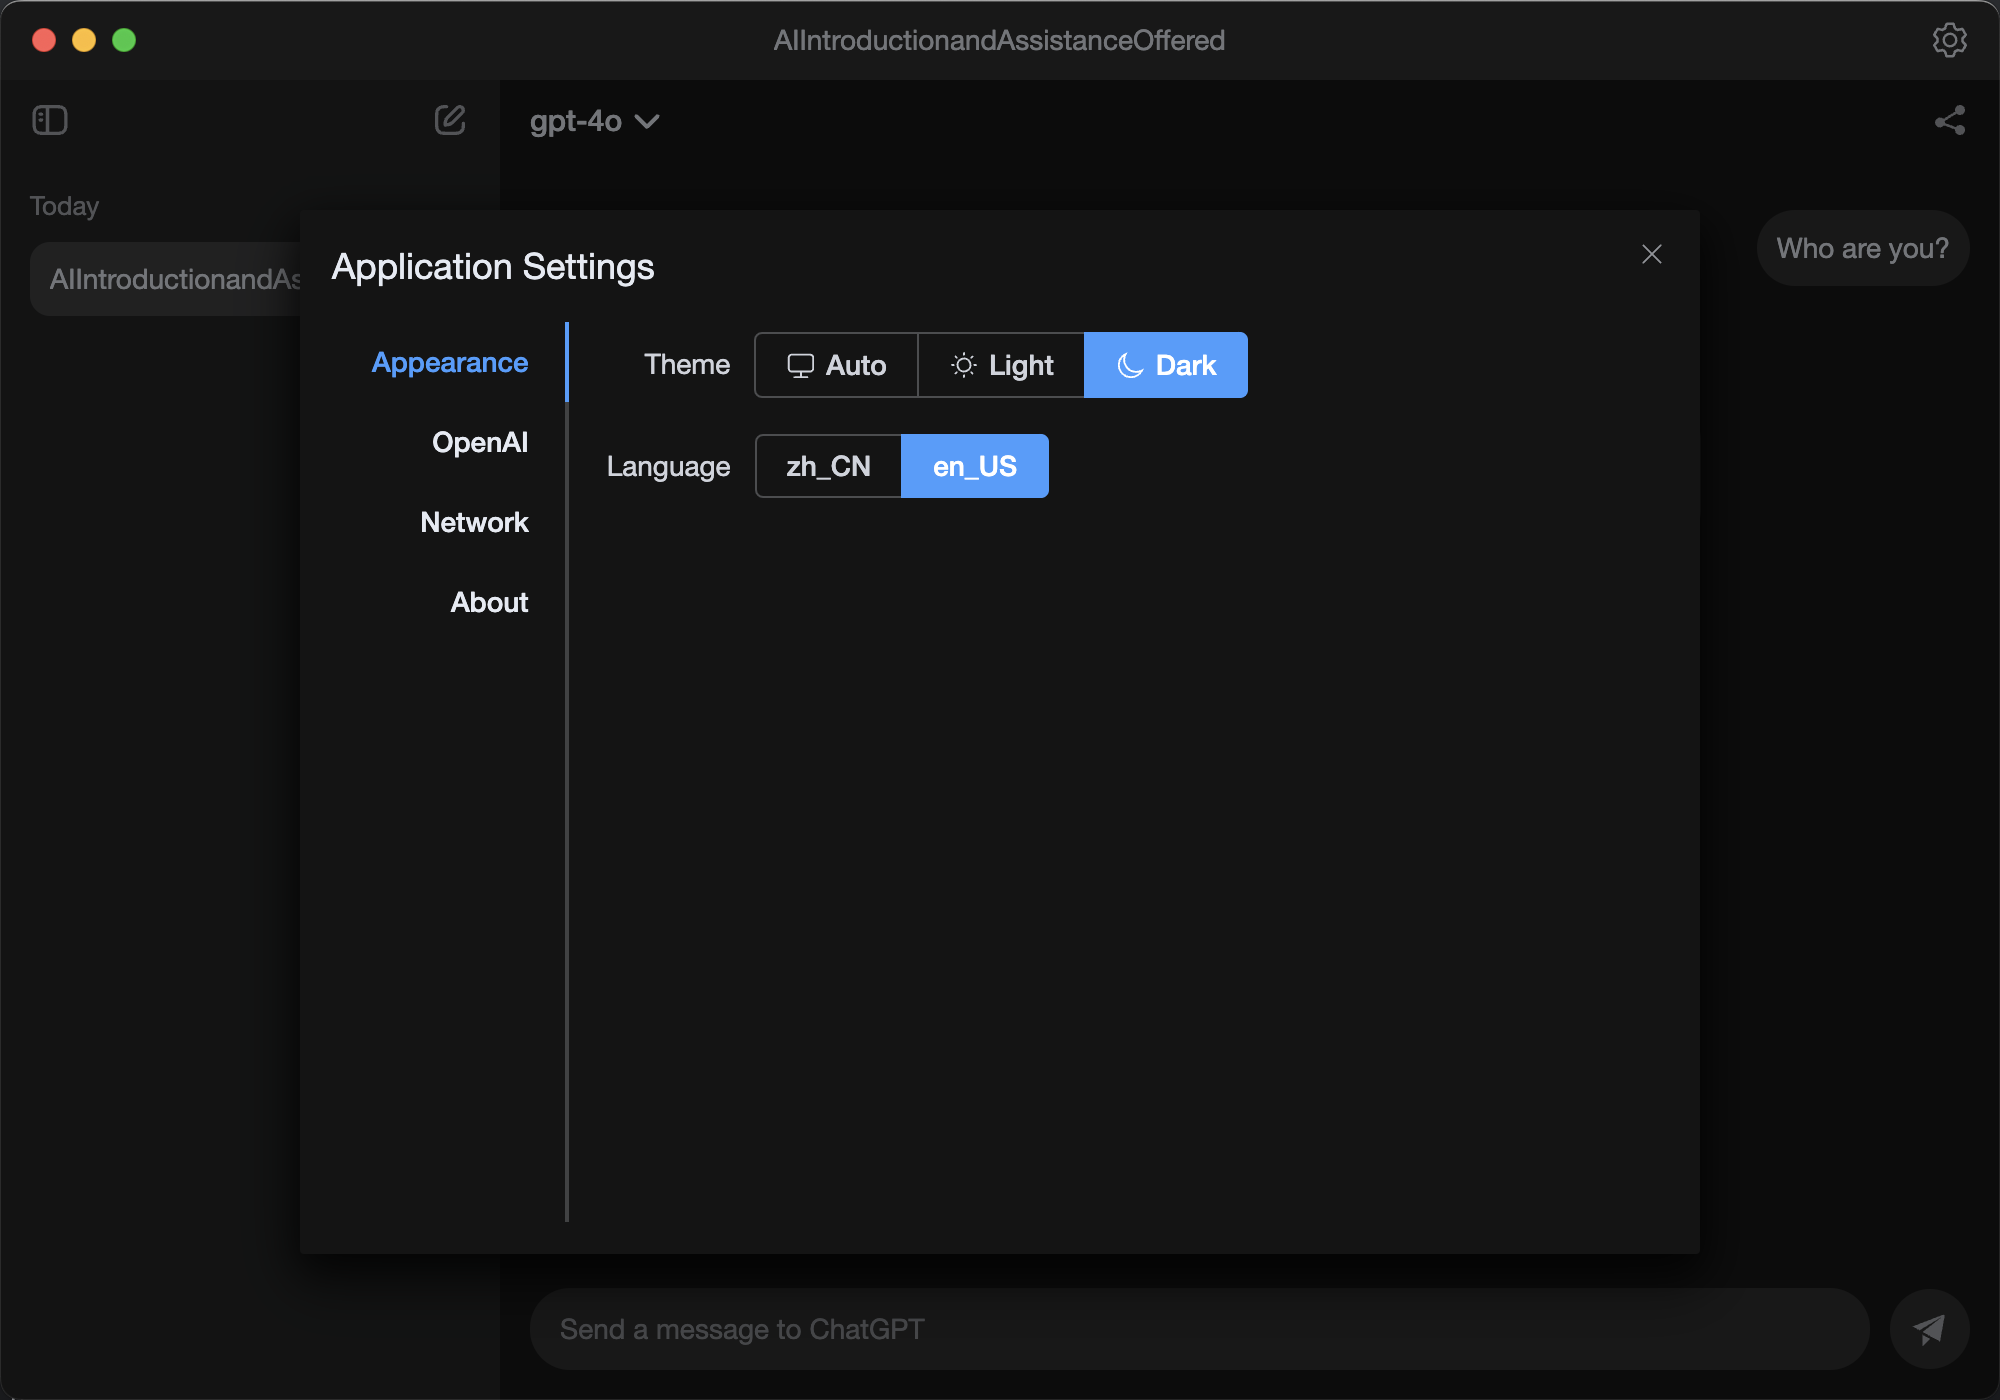 AIIntroductionandAssistanceOffered
gpt-4o
Today
AIIntroductionandAs
Who are you?
Application Settings
Appearance
OpenAI
Network
About
Theme Auto Light Dark
Language zh_CN en_US
Send a message to ChatGPT